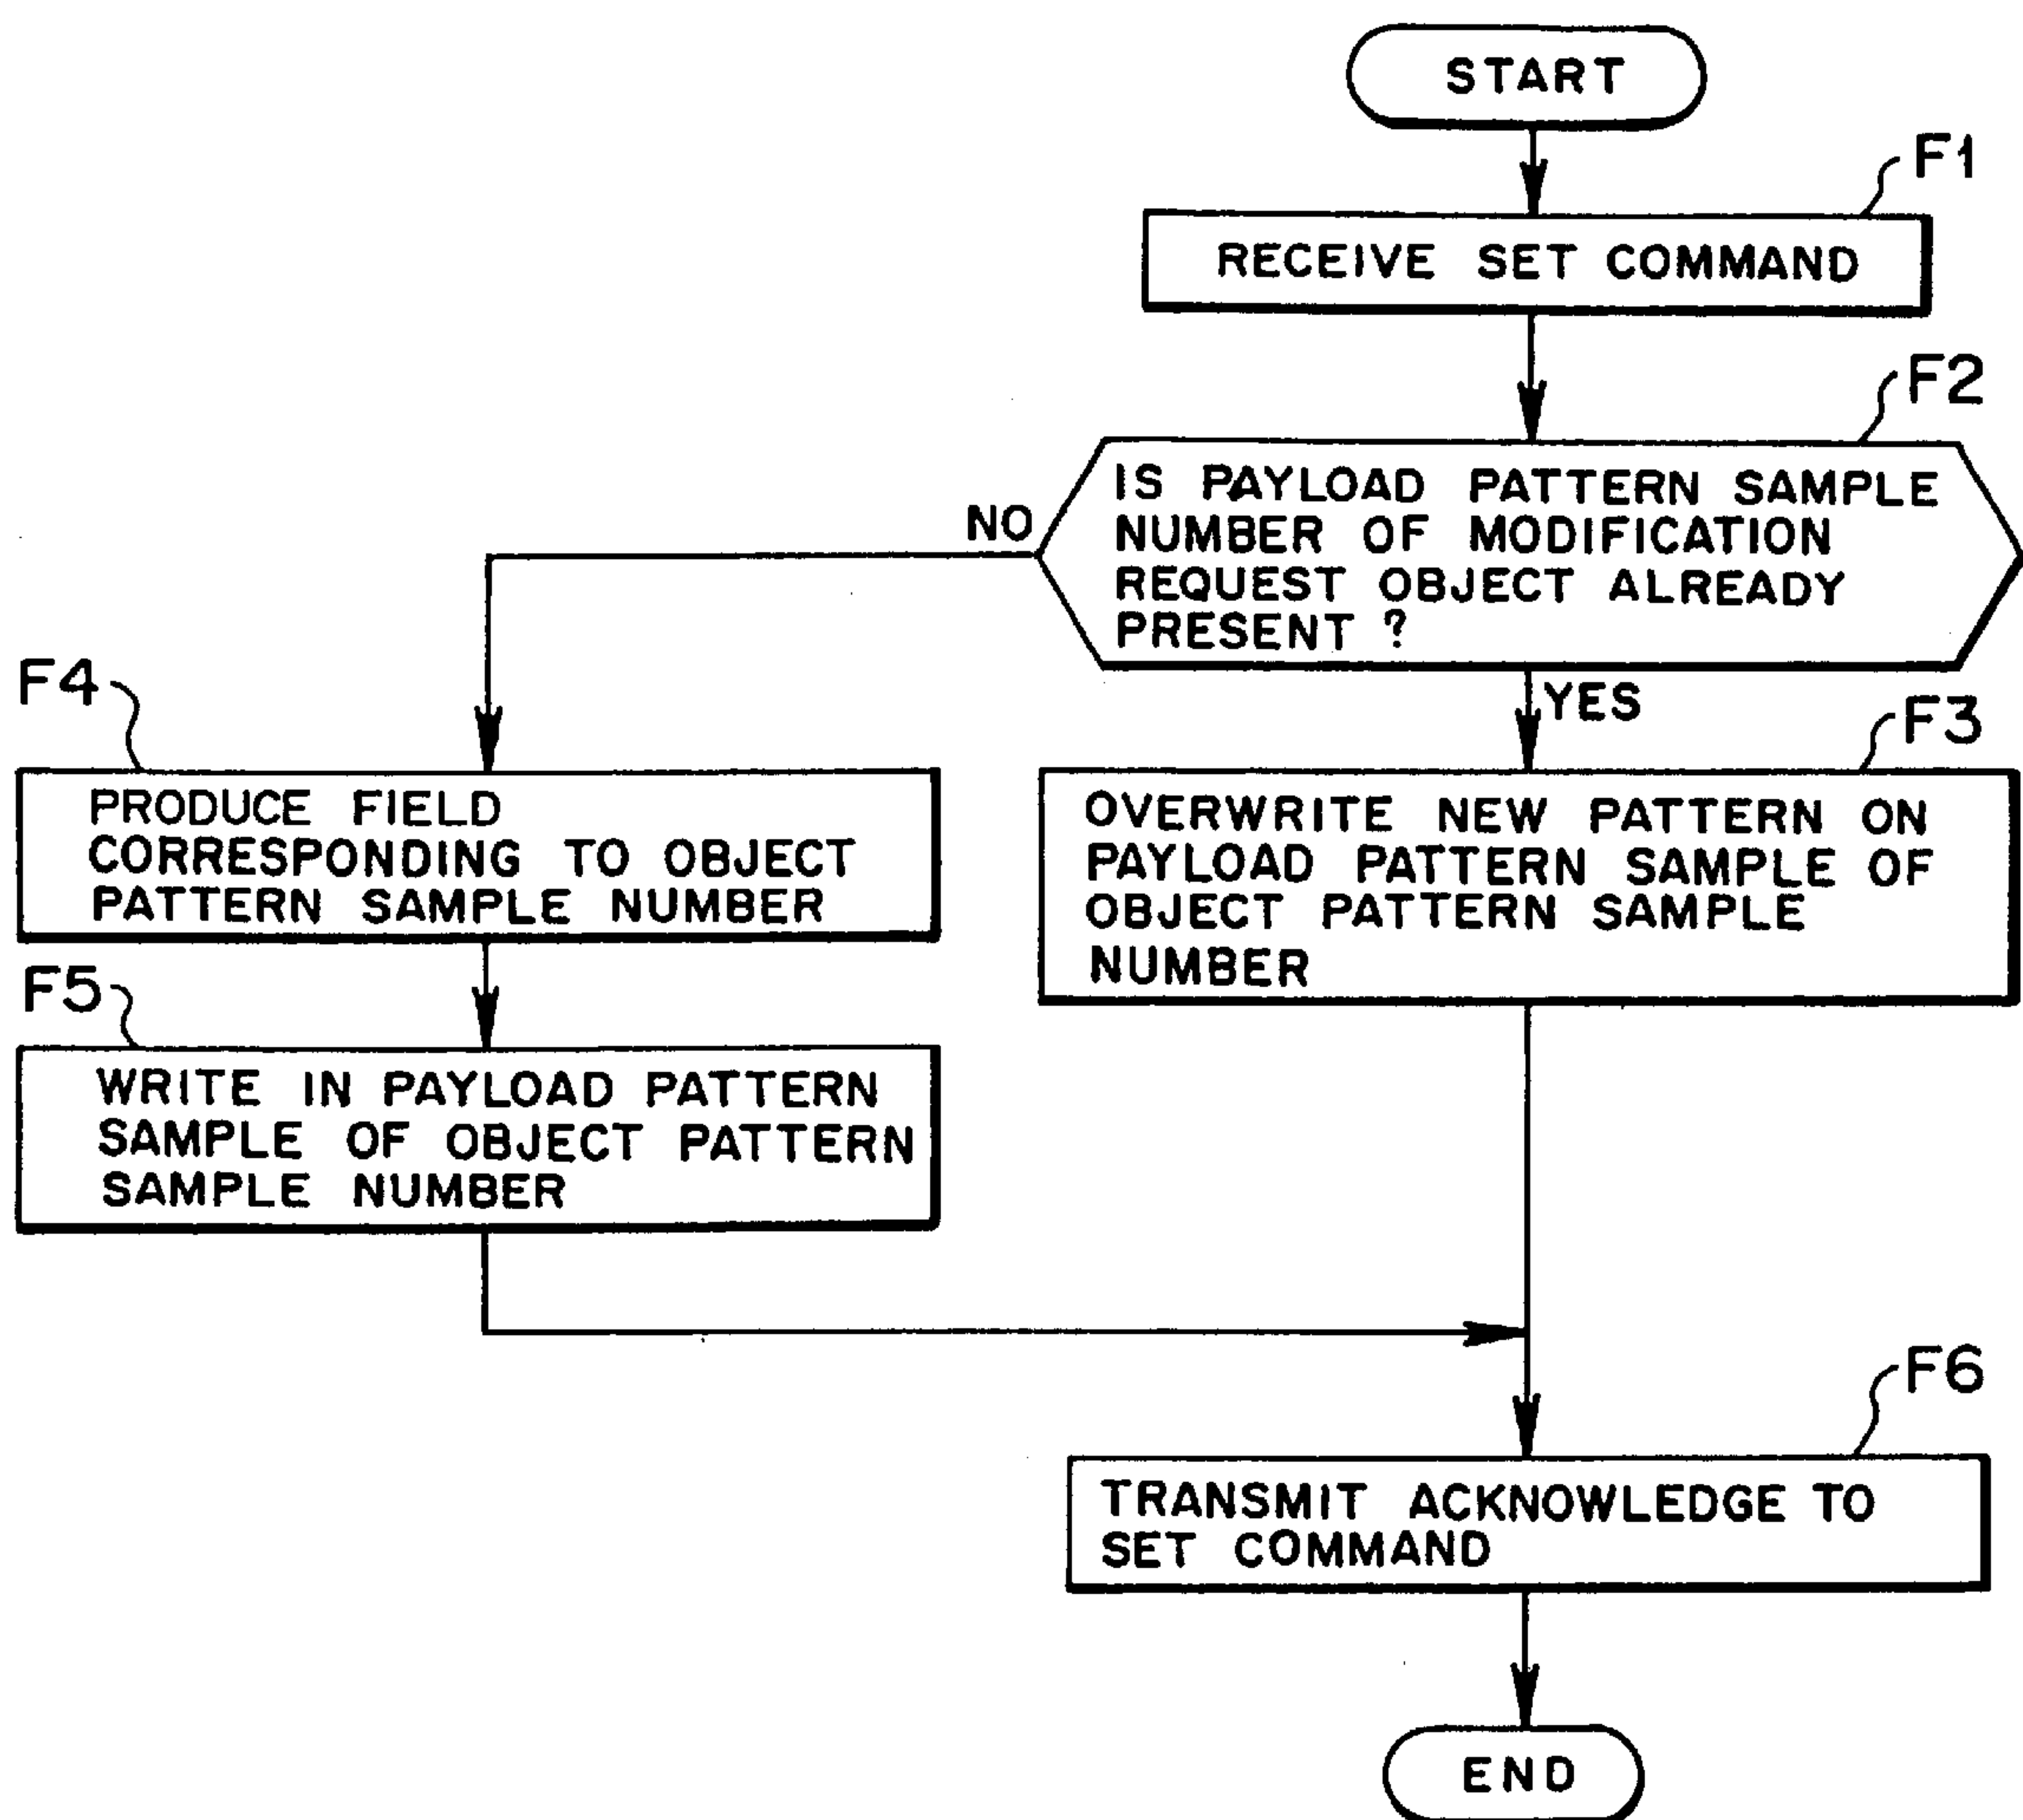 START
F1
RECEIVE SET COMMAND
F2
IS PAYLOAD PATTERN SAMPLE
NUMBER OF MODIFICATION
REQUEST OBJECT ALREADY
PRESENT ?
NO
YES
F4
PRODUCE FIELD
CORRESPONDING TO OBJECT
PATTERN SAMPLE NUMBER
F3
OVERWRITE NEW PATTERN ON
PAYLOAD PATTERN SAMPLE OF
OBJECT PATTERN SAMPLE
NUMBER
F5
WRITE IN PAYLOAD PATTERN
SAMPLE OF OBJECT PATTERN
SAMPLE NUMBER
F6
TRANSMIT ACKNOWLEDGE TO
SET COMMAND
END